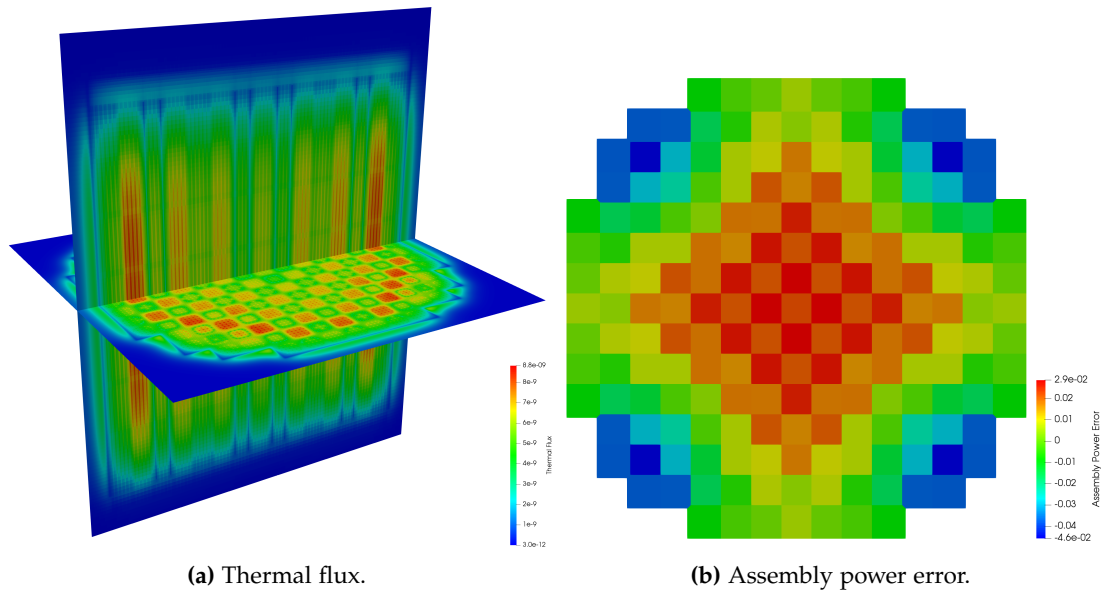 8.8e-09
8e-9
7e-9
6e-9
5e-9
4e-9
3e-9
2e-9
1e-9
3.0e-12
Thermal Flux
2.9e-02
0.02
0.01
0
-0.01
-0.02
-0.03
-0.04
-4.6e-02
Assembly Power Error
(a) Thermal flux.
(b) Assembly power error.